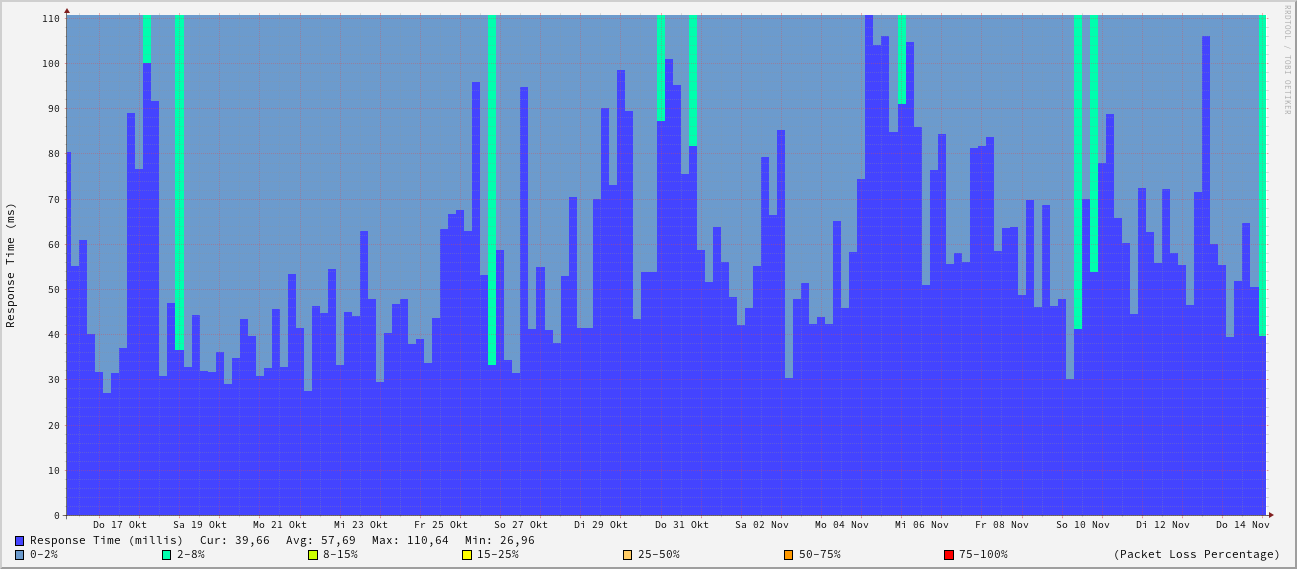 RRDTOOL / TOBI OETIKER
Response Time (ms)
110
100
90
80
70
60
50
40
30
20
10
0
Do 17 Okt Sa 19 Okt Mo 21 Okt Mi 23 Okt Fr 25 Okt So 27 Okt Di 29 Okt Do 31 Okt Sa 02 Nov Mo 04 Nov Mi 06 Nov Fr 08 Nov So 10 Nov Di 12 Nov Do 14 Nov
Response Time (millis) Cur: 39,66 Avg: 57,69 Max: 110,64 Min: 26,96
0-2% 2-8% 8-15% 15-25% 25-50% 50-75% 75-100% (Packet Loss Percentage)